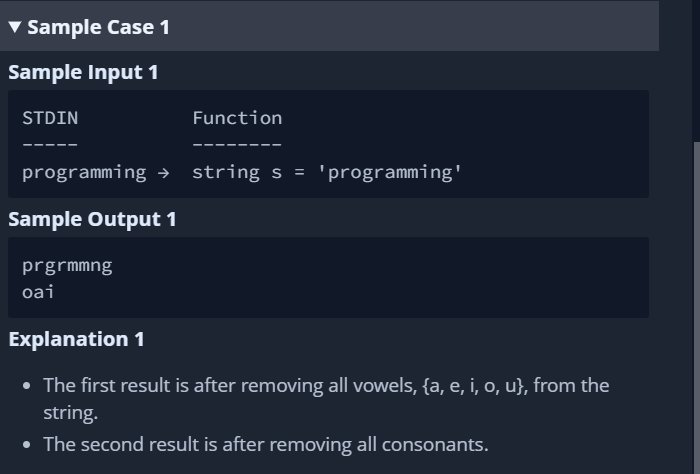 ▼ Sample Case 1
Sample Input 1
STDIN Function
----- --------
programming → string s = 'programming'
Sample Output 1
prgrmmng
oai
Explanation 1
• The first result is after removing all vowels, {a, e, i, o, u}, from the
string.
• The second result is after removing all consonants.